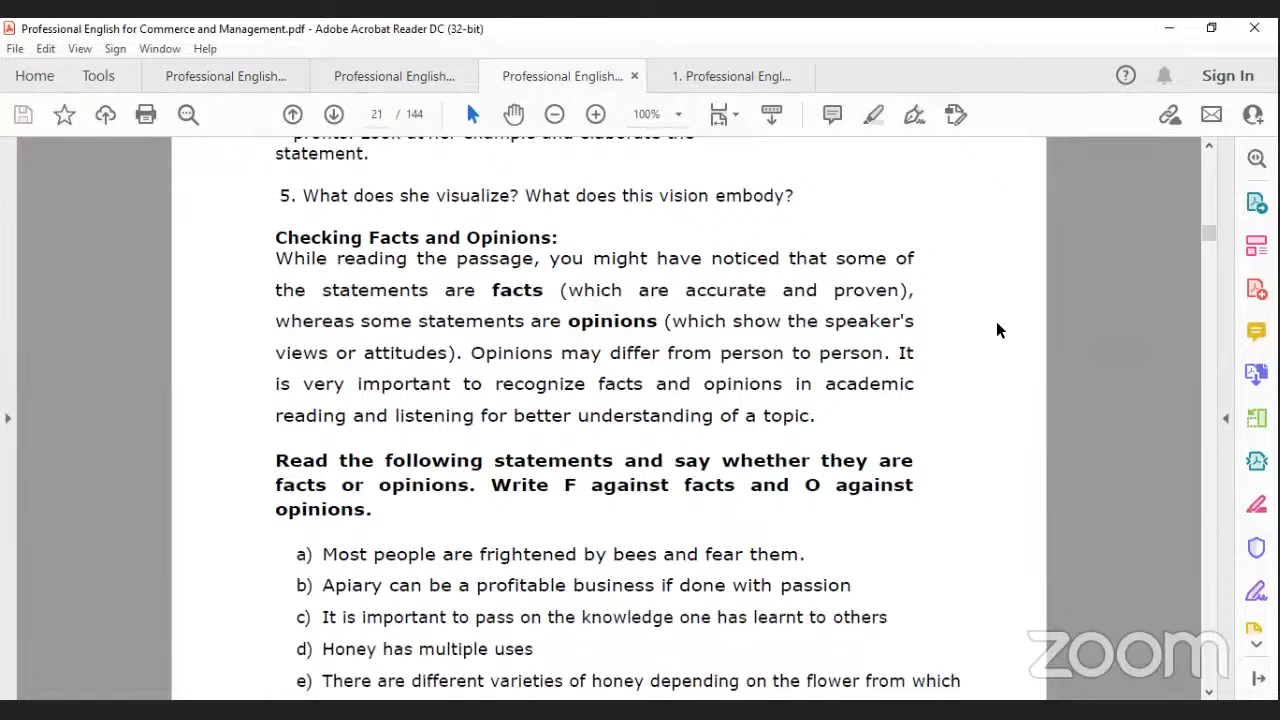 Professional English for Commerce and Management.pdf - Adobe Acrobat Reader DC (32-bit)
File Edit View Sign Window Help
Home Tools Professional English... Professional English... Professional English... × 1. Professional Engl... Sign In
21 / 144 100%
statement.
5. What does she visualize? What does this vision embody?
Checking Facts and Opinions:
While reading the passage, you might have noticed that some of
the statements are facts (which are accurate and proven),
whereas some statements are opinions (which show the speaker's
views or attitudes). Opinions may differ from person to person. It
is very important to recognize facts and opinions in academic
reading and listening for better understanding of a topic.
Read the following statements and say whether they are
facts or opinions. Write F against facts and O against
opinions.
a) Most people are frightened by bees and fear them.
b) Apiary can be a profitable business if done with passion
c) It is important to pass on the knowledge one has learnt to others
d) Honey has multiple uses
e) There are different varieties of honey depending on the flower from which
zoom